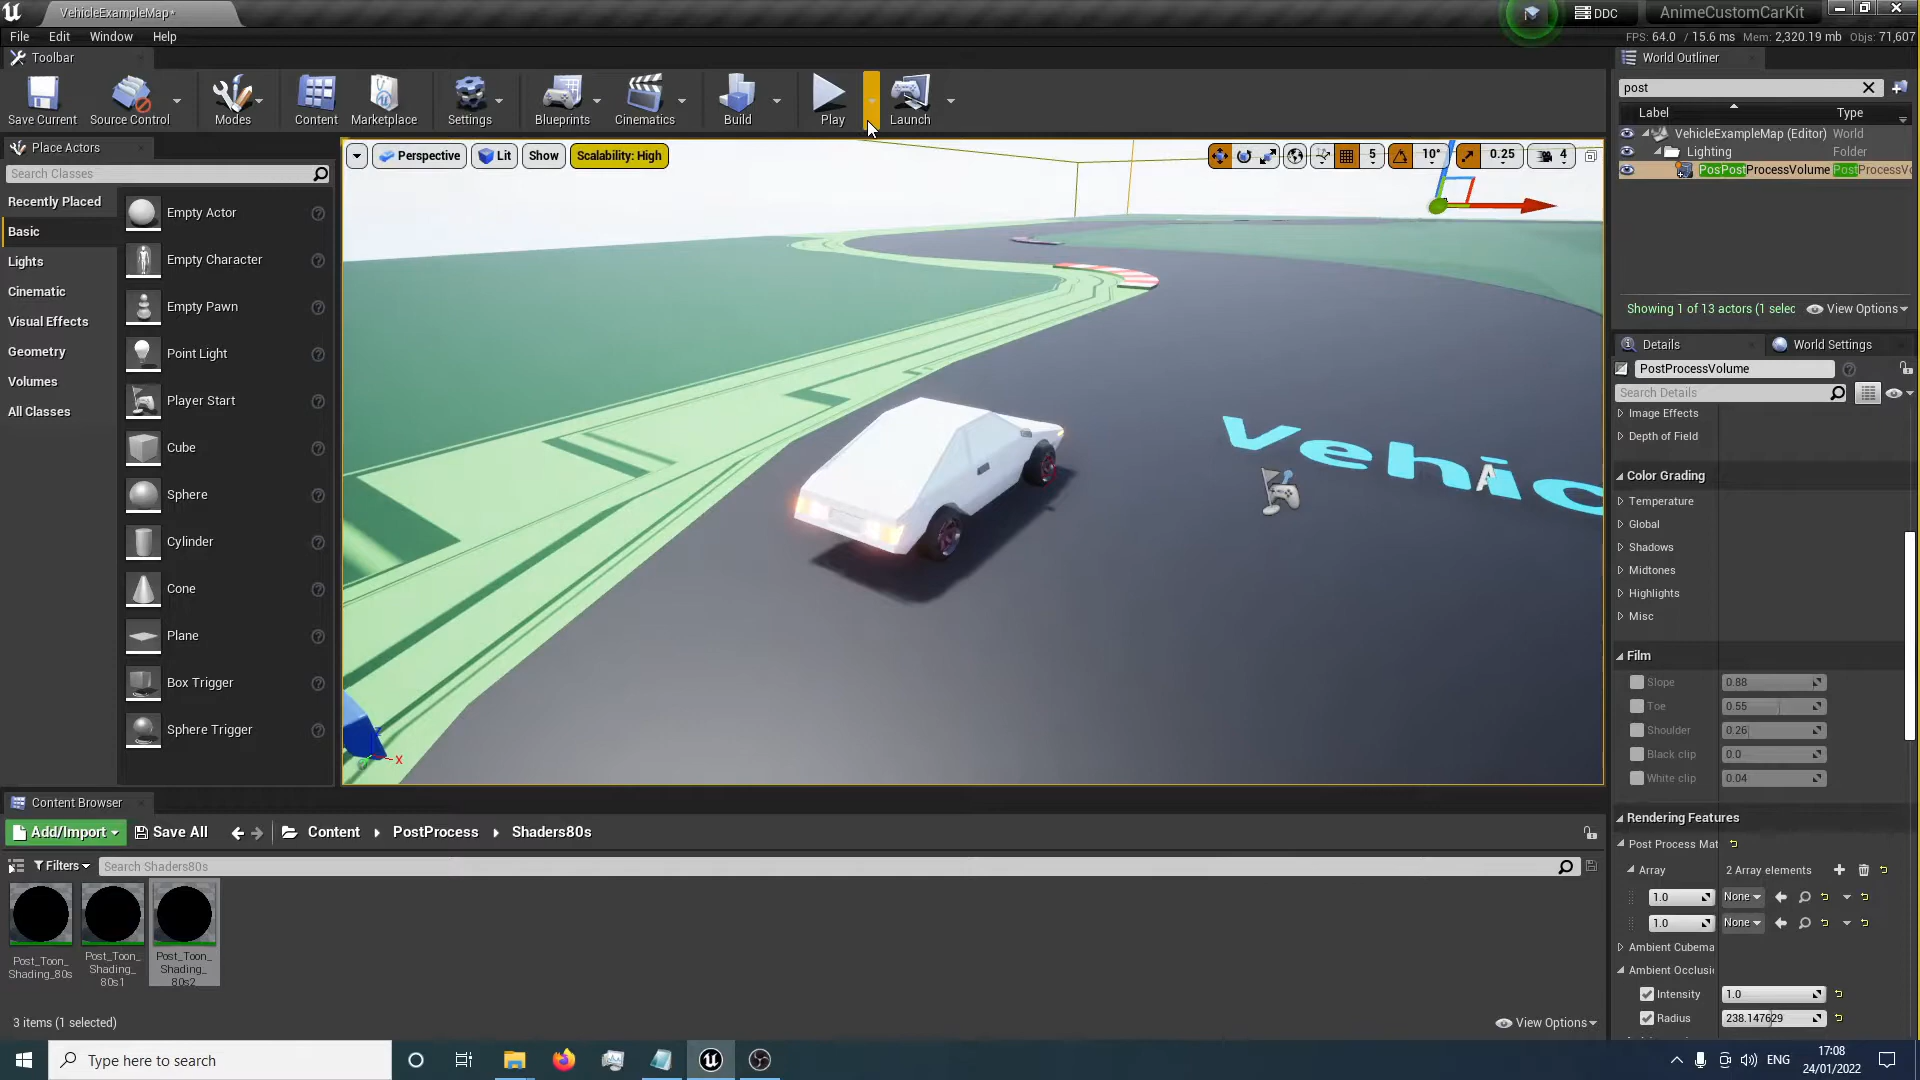 VehicleExampleMap*
DDC
AnimeCustomCarKit
File Edit Window Help
FPS: 64.0 / 15.6 ms Mem: 2,320.19 mb Objs: 71,607
Toolbar
World Outliner
Save Current
Source Control
Modes
Content
Marketplace
Settings
Blueprints
Cinematics
Build
Play
Launch
post
Label
Type
VehicleExampleMap (Editor) World
Lighting Folder
PosPostProcessVolume PostProcessVo
Showing 1 of 13 actors (1 selec
View Options
Place Actors
Search Classes
Recently Placed
Basic
Lights
Cinematic
Visual Effects
Geometry
Volumes
All Classes
Empty Actor
Empty Character
Empty Pawn
Point Light
Player Start
Cube
Sphere
Cylinder
Cone
Plane
Box Trigger
Sphere Trigger
Perspective
Lit
Show
Scalability: High
5
10°
0.25
4
Vehic
A
X
Details
World Settings
PostProcessVolume
Search Details
Image Effects
Depth of Field
Color Grading
Temperature
Global
Shadows
Midtones
Highlights
Misc
Film
Slope 0.88
Toe 0.55
Shoulder 0.26
Black clip 0.0
White clip 0.04
Rendering Features
Post Process Mat
Array 2 Array elements
1.0 None
1.0 None
Ambient Cubema
Ambient Occlusi
Intensity 1.0
Radius 238.147629
Content Browser
Add/Import
Save All
Content
PostProcess
Shaders80s
Filters
Search Shaders80s
Post_Toon_
Shading_80s
Post_Toon_
Shading_
80s1
Post_Toon_
Shading_
80s2
3 items (1 selected)
View Options
Type here to search
ENG
17:08
24/01/2022